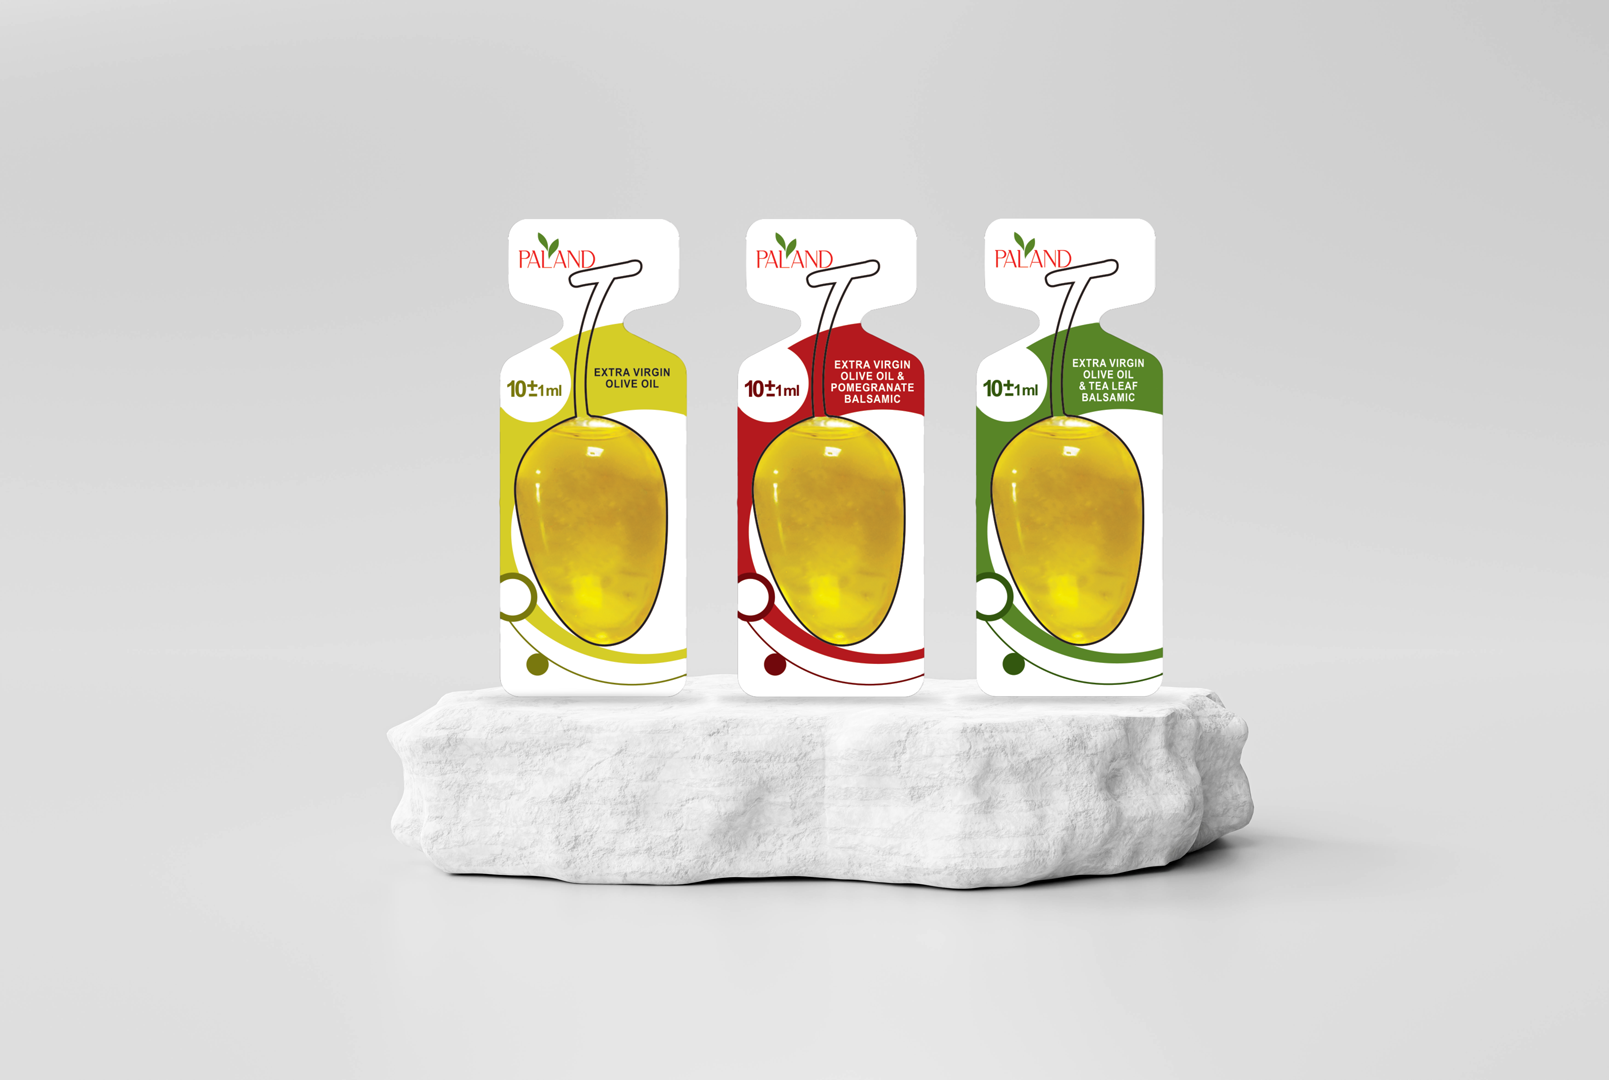 PALAND
10±1ml
EXTRA VIRGIN
OLIVE OIL
PALAND
10±1ml
EXTRA VIRGIN
OLIVE OIL &
POMEGRANATE
BALSAMIC
PALAND
10±1ml
EXTRA VIRGIN
OLIVE OIL
& TEA LEAF
BALSAMIC